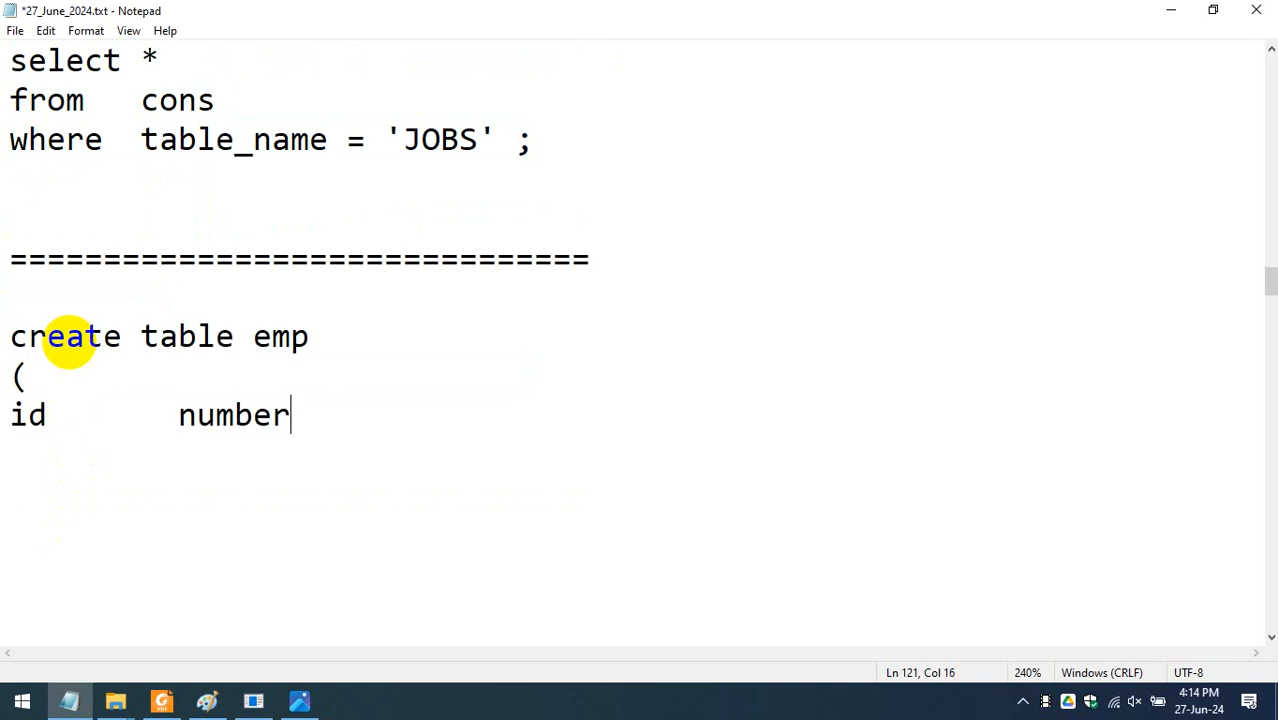 *27_June_2024.txt - Notepad
File Edit Format View Help
select *
from   cons
where  table_name = 'JOBS' ;
===============================
create table emp
(
id       number
Ln 121, Col 16 240% Windows (CRLF) UTF-8
4:14 PM
27-Jun-24